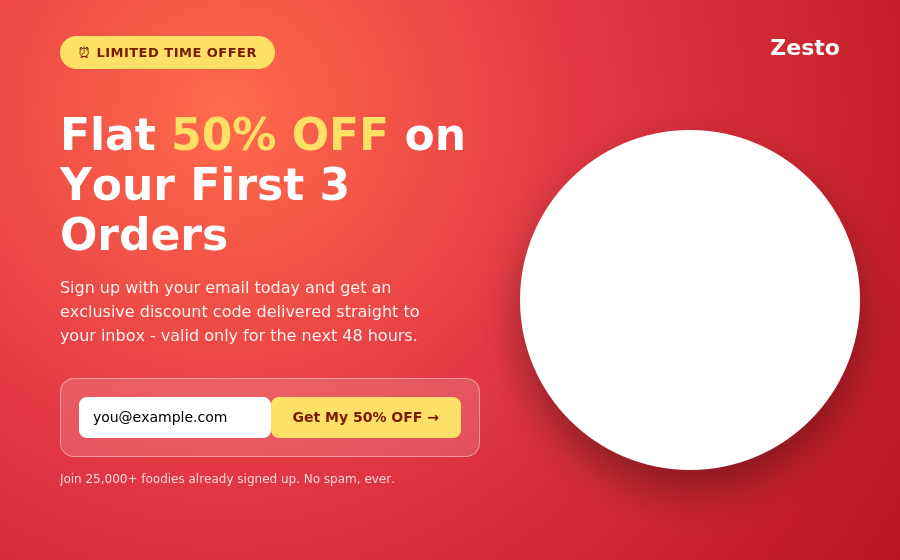 ⏰ LIMITED TIME OFFER
Zesto
Flat 50% OFF on
Your First 3
Orders
Sign up with your email today and get an
exclusive discount code delivered straight to
your inbox - valid only for the next 48 hours.
you@example.com
Get My 50% OFF →
Join 25,000+ foodies already signed up. No spam, ever.